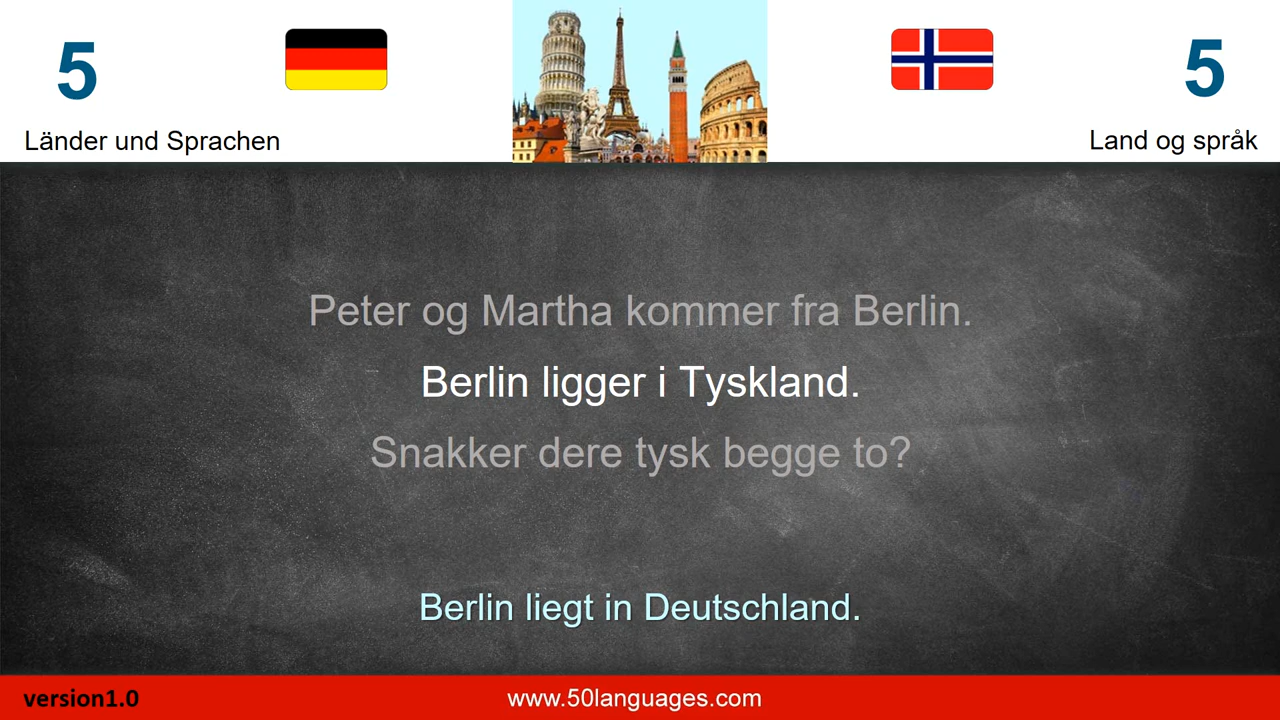 5
5
Länder und Sprachen
Land og språk
Peter og Martha kommer fra Berlin.
Berlin ligger i Tyskland.
Snakker dere tysk begge to?
Berlin liegt in Deutschland.
version1.0
www.50languages.com